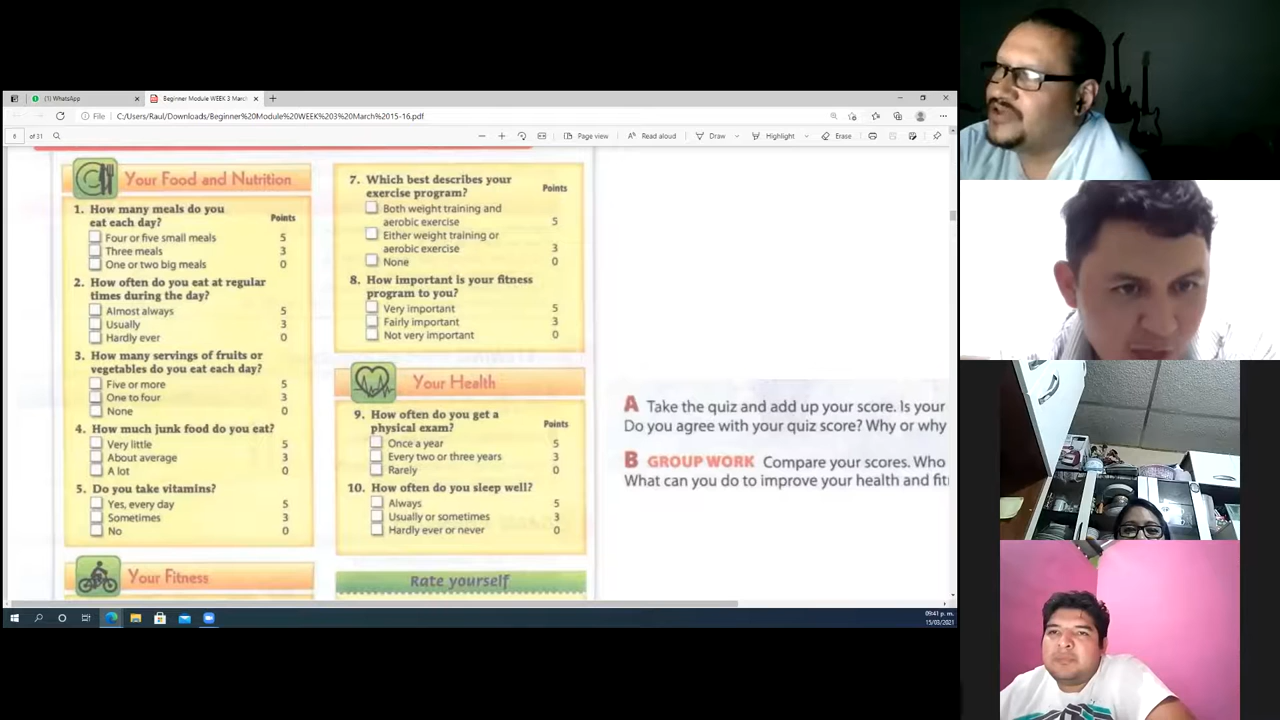 (1) WhatsApp
Beginner Module WEEK 3 March
File
C:/Users/Raul/Downloads/Beginner%20Module%20WEEK%203%20March%2015-16.pdf
6 of 31
Page view
Read aloud
Draw
Highlight
Erase
Your Food and Nutrition
1. How many meals do you
eat each day?
Points
Four or five small meals 5
Three meals 3
One or two big meals 0
2. How often do you eat at regular
times during the day?
Almost always 5
Usually 3
Hardly ever 0
3. How many servings of fruits or
vegetables do you eat each day?
Five or more 5
One to four 3
None 0
4. How much junk food do you eat?
Very little 5
About average 3
A lot 0
5. Do you take vitamins?
Yes, every day 5
Sometimes 3
No 0
Your Fitness
7. Which best describes your
exercise program?
Points
Both weight training and
aerobic exercise 5
Either weight training or
aerobic exercise 3
None 0
8. How important is your fitness
program to you?
Very important 5
Fairly important 3
Not very important 0
Your Health
9. How often do you get a
physical exam?
Points
Once a year 5
Every two or three years 3
Rarely 0
10. How often do you sleep well?
Always 5
Usually or sometimes 3
Hardly ever or never 0
Rate yourself
A Take the quiz and add up your score. Is your
Do you agree with your quiz score? Why or why
B GROUP WORK Compare your scores. Who
What can you do to improve your health and fit
09:41 p. m.
15/03/2021